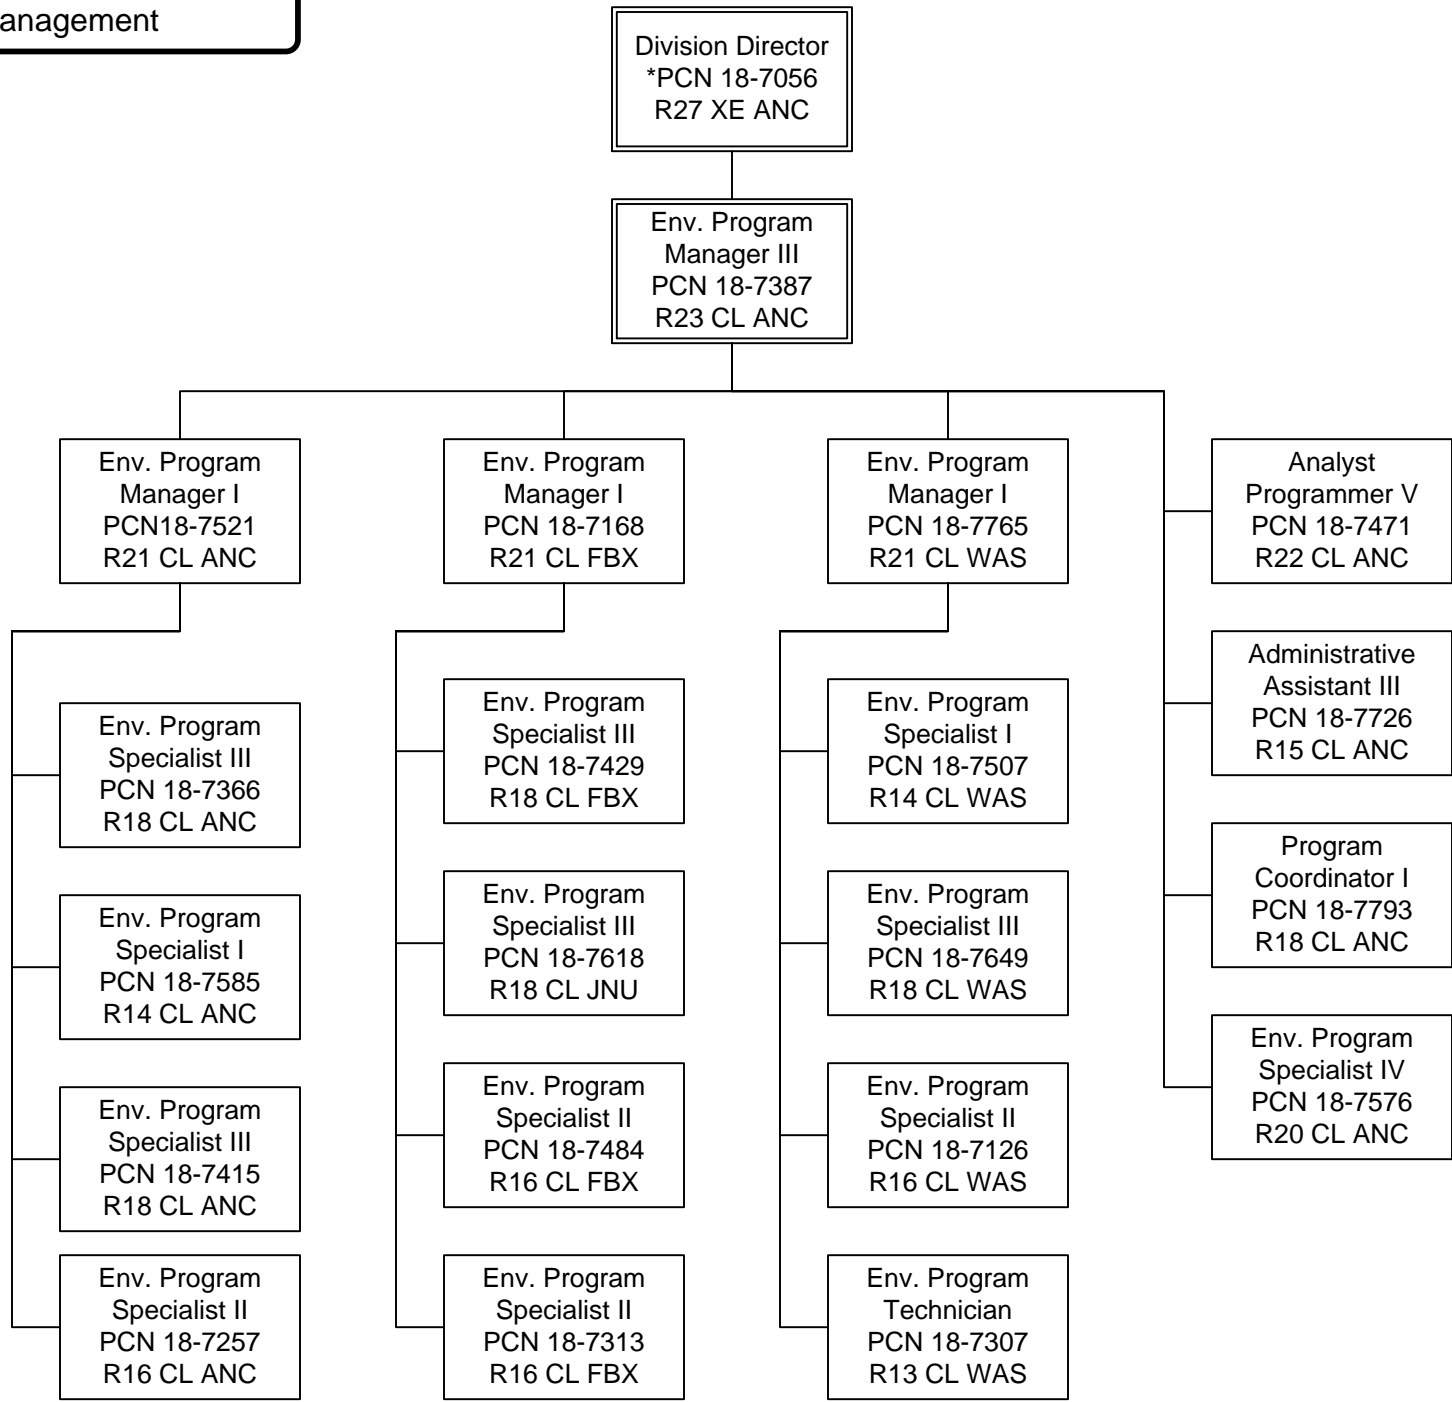 anagement
Division Director
*PCN 18-7056
R27 XE ANC
Env. Program
Manager III
PCN 18-7387
R23 CL ANC
Env. Program
Manager I
PCN18-7521
R21 CL ANC
Env. Program
Manager I
PCN 18-7168
R21 CL FBX
Env. Program
Manager I
PCN 18-7765
R21 CL WAS
Analyst
Programmer V
PCN 18-7471
R22 CL ANC
Env. Program
Specialist III
PCN 18-7366
R18 CL ANC
Env. Program
Specialist I
PCN 18-7585
R14 CL ANC
Env. Program
Specialist III
PCN 18-7415
R18 CL ANC
Env. Program
Specialist II
PCN 18-7257
R16 CL ANC
Env. Program
Specialist III
PCN 18-7429
R18 CL FBX
Env. Program
Specialist III
PCN 18-7618
R18 CL JNU
Env. Program
Specialist II
PCN 18-7484
R16 CL FBX
Env. Program
Specialist II
PCN 18-7313
R16 CL FBX
Env. Program
Specialist I
PCN 18-7507
R14 CL WAS
Env. Program
Specialist III
PCN 18-7649
R18 CL WAS
Env. Program
Specialist II
PCN 18-7126
R16 CL WAS
Env. Program
Technician
PCN 18-7307
R13 CL WAS
Administrative
Assistant III
PCN 18-7726
R15 CL ANC
Program
Coordinator I
PCN 18-7793
R18 CL ANC
Env. Program
Specialist IV
PCN 18-7576
R20 CL ANC